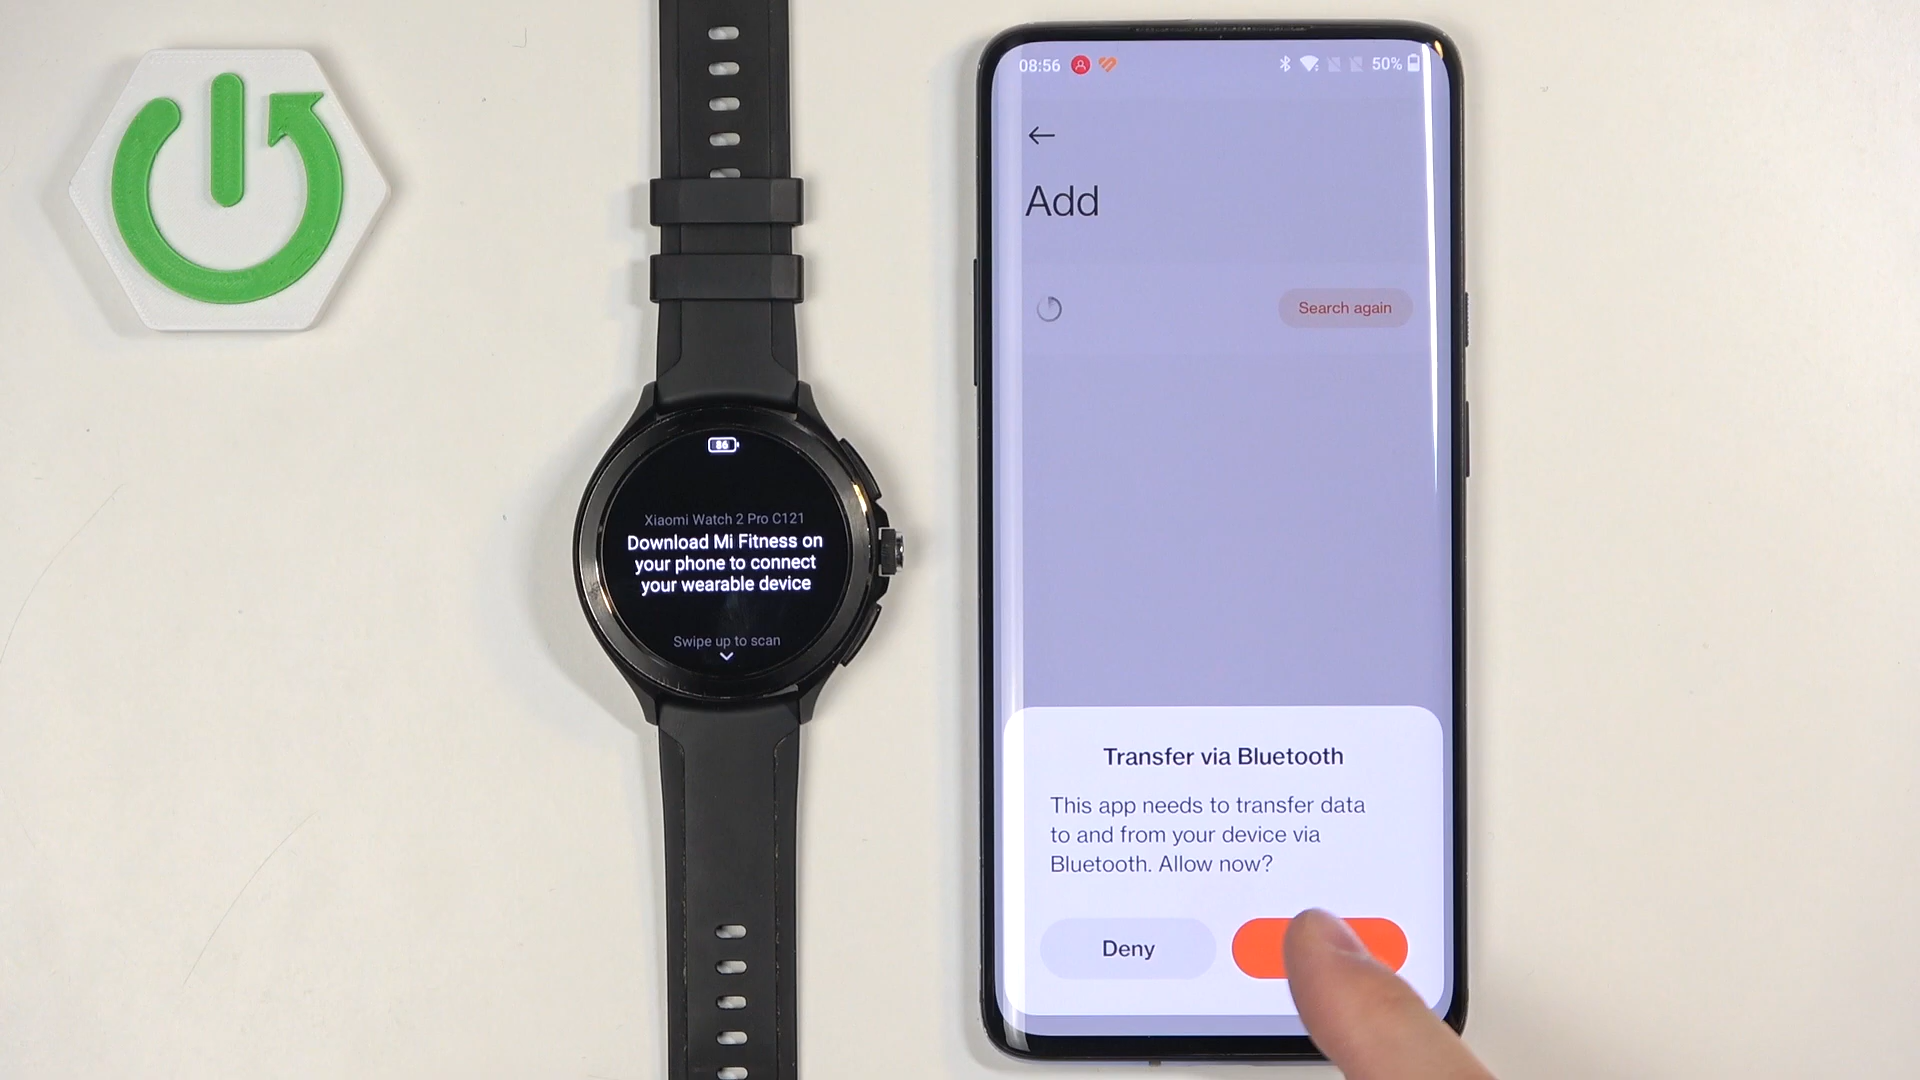 86
Xiaomi Watch 2 Pro C121
Download Mi Fitness on
your phone to connect
your wearable device
Swipe up to scan
08:56
50%
Add
Search again
Transfer via Bluetooth
This app needs to transfer data
to and from your device via
Bluetooth. Allow now?
Deny